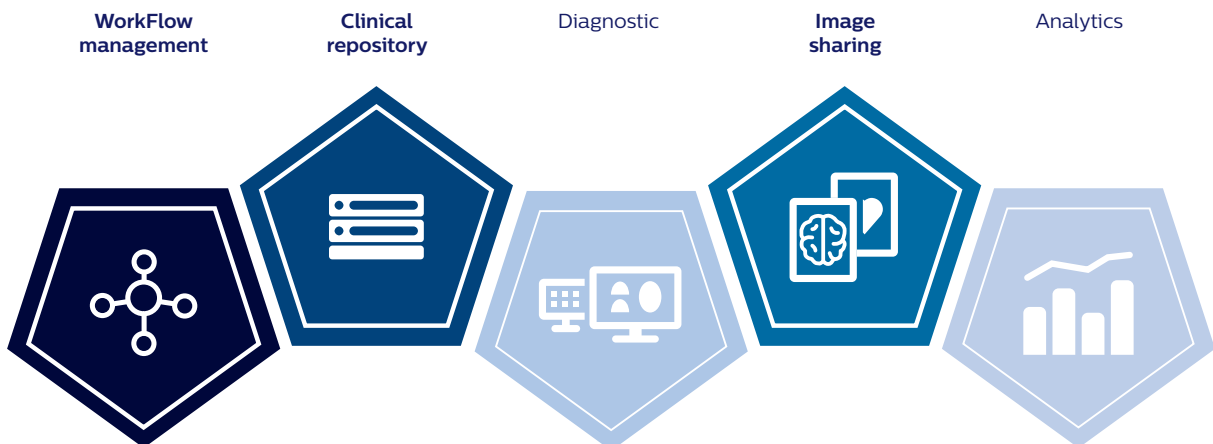 WorkFlow
management
Clinical
repository
Diagnostic
Image
sharing
Analytics